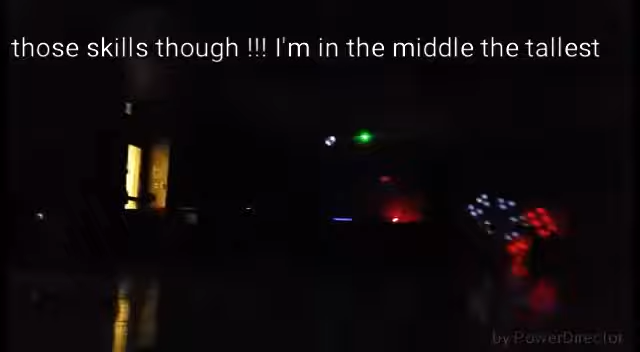 those skills though !!! I'm in the middle the tallest
by PowerDirector